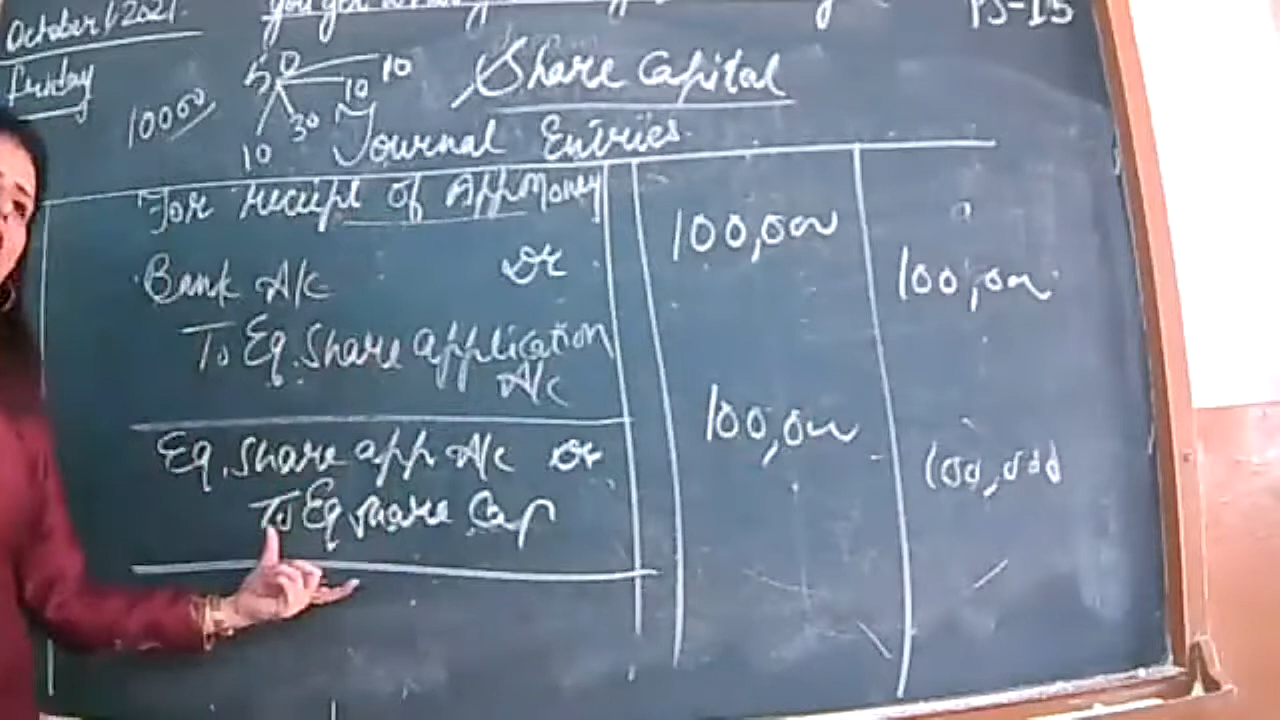 October 1, 2021.
PS-15
Friday
10000
50
10
10
30
10
Share Capital
Journal Entries
For receipt of App Money
Bank A/c Dr 100,000
To Eq. Share application A/c 100,000
Eq. Share app A/c Dr 100,000
To Eq share Cap 100,000